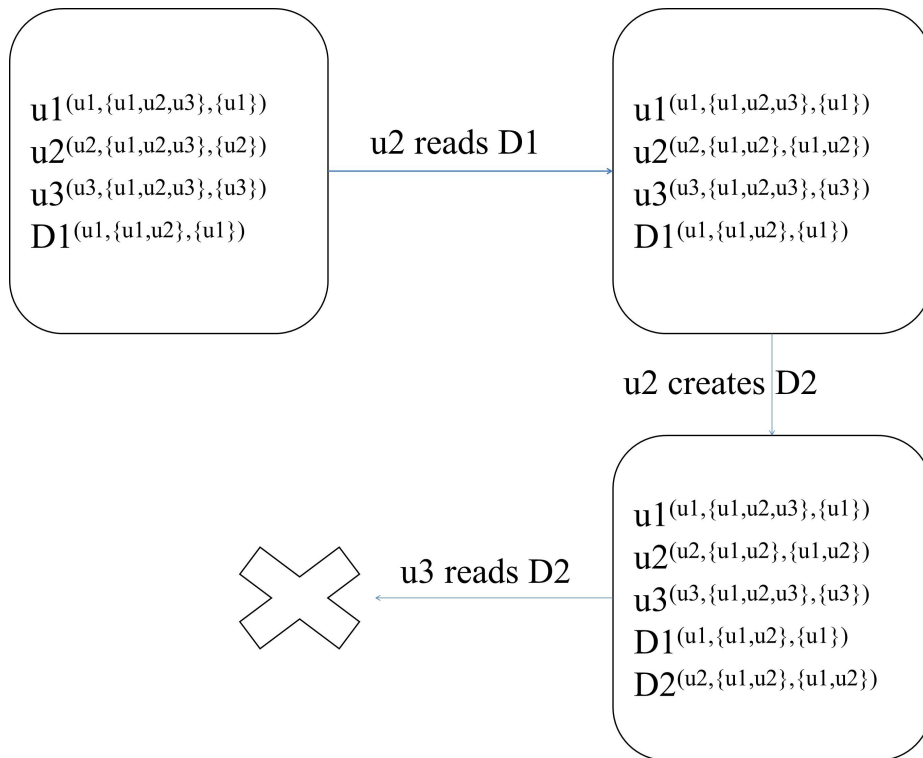 u1(u1,{u1,u2,u3},{u1})
u2(u2,{u1,u2,u3},{u2})
u3(u3,{u1,u2,u3},{u3})
D1(u1,{u1,u2},{u1})
u2 reads D1
u1(u1,{u1,u2,u3},{u1})
u2(u2,{u1,u2},{u1,u2})
u3(u3,{u1,u2,u3},{u3})
D1(u1,{u1,u2},{u1})
u2 creates D2
u1(u1,{u1,u2,u3},{u1})
u2(u2,{u1,u2},{u1,u2})
u3(u3,{u1,u2,u3},{u3})
D1(u1,{u1,u2},{u1})
D2(u2,{u1,u2},{u1,u2})
u3 reads D2